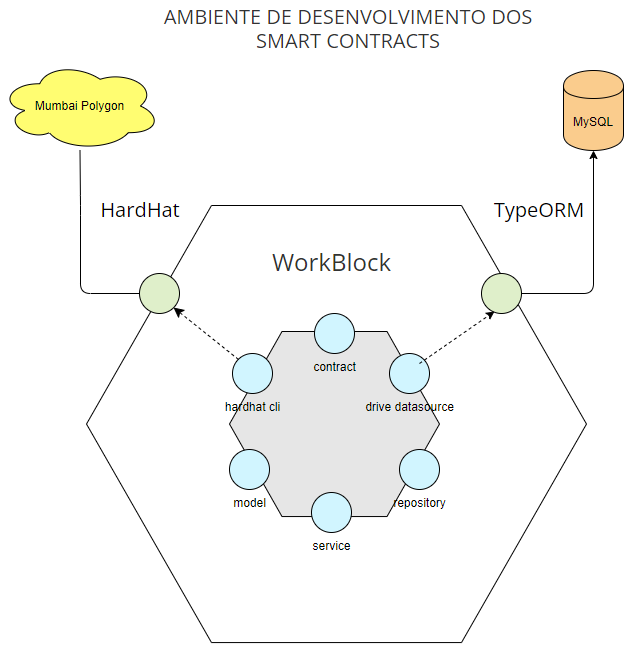 AMBIENTE DE DESENVOLVIMENTO DOS
SMART CONTRACTS
Mumbai Polygon
MySQL
HardHat
TypeORM
WorkBlock
contract
hardhat cli
drive datasource
model
repository
service